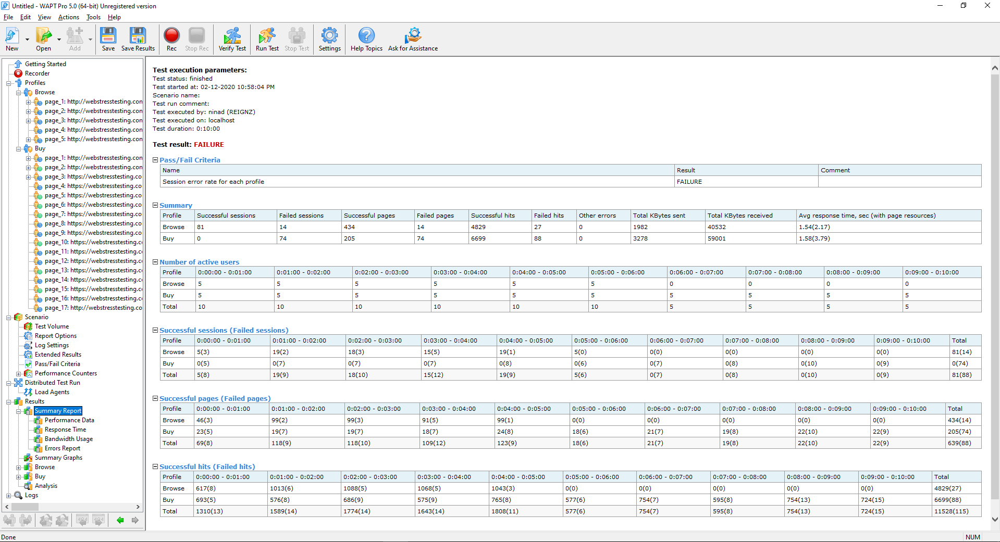 Untitled - WAPT Pro 5.0 (64-bit) Unregistered version
File Edit View Actions Tools Help
New Open Add Save Save Results Rec Stop Rec Verify Test Run Test Stop Test Settings Help Topics Ask for Assistance
Getting Started
Recorder
Profiles
Browse
page_1: http://webstresstesting.con
page_2: http://webstresstesting.con
page_3: http://webstresstesting.con
page_4: http://webstresstesting.con
page_5: http://webstresstesting.con
Buy
page_1: http://webstresstesting.con
page_2: http://webstresstesting.con
page_3: https://webstresstesting.co
page_4: https://webstresstesting.co
page_5: https://webstresstesting.co
page_6: https://webstresstesting.co
page_7: https://webstresstesting.co
page_8: https://webstresstesting.co
page_9: https://webstresstesting.co
page_10: https://webstresstesting.c
page_11: https://webstresstesting.c
page_12: https://webstresstesting.c
page_13: https://webstresstesting.c
page_14: https://webstresstesting.c
page_15: https://webstresstesting.c
page_16: https://webstresstesting.c
page_17: http://webstresstesting.co
Scenario
Test Volume
Report Options
Log Settings
Extended Results
Pass/Fail Criteria
Performance Counters
Distributed Test Run
Load Agents
Results
Summary Report
Performance Data
Response Time
Bandwidth Usage
Errors Report
Summary Graphs
Browse
Buy
Analysis
Logs
Test execution parameters:
Test status: finished
Test started at: 02-12-2020 10:58:04 PM
Scenario name:
Test run comment:
Test executed by: ninad (REIGNZ)
Test executed on: localhost
Test duration: 0:10:00
Test result: FAILURE
Pass/Fail Criteria
Name Result Comment
Session error rate for each profile FAILURE
Summary
Profile Successful sessions Failed sessions Successful pages Failed pages Successful hits Failed hits Other errors Total KBytes sent Total KBytes received Avg response time, sec (with page resources)
Browse 81 14 434 14 4829 27 0 1982 40532 1.54(2.17)
Buy 0 74 205 74 6699 88 0 3278 59001 1.58(3.79)
Number of active users
Profile 0:00:00 - 0:01:00 0:01:00 - 0:02:00 0:02:00 - 0:03:00 0:03:00 - 0:04:00 0:04:00 - 0:05:00 0:05:00 - 0:06:00 0:06:00 - 0:07:00 0:07:00 - 0:08:00 0:08:00 - 0:09:00 0:09:00 - 0:10:00
Browse 5 5 5 5 5 5 0 0 0 0
Buy 5 5 5 5 5 5 5 5 5 5
Total 10 10 10 10 10 10 5 5 5 5
Successful sessions (Failed sessions)
Profile 0:00:00 - 0:01:00 0:01:00 - 0:02:00 0:02:00 - 0:03:00 0:03:00 - 0:04:00 0:04:00 - 0:05:00 0:05:00 - 0:06:00 0:06:00 - 0:07:00 0:07:00 - 0:08:00 0:08:00 - 0:09:00 0:09:00 - 0:10:00 Total
Browse 5(3) 19(2) 18(3) 15(5) 19(1) 5(0) 0(0) 0(0) 0(0) 0(0) 81(14)
Buy 0(5) 0(7) 0(7) 0(7) 0(8) 0(6) 0(7) 0(8) 0(10) 0(9) 0(74)
Total 5(8) 19(9) 18(10) 15(12) 19(9) 5(6) 0(7) 0(8) 0(10) 0(9) 81(88)
Successful pages (Failed pages)
Profile 0:00:00 - 0:01:00 0:01:00 - 0:02:00 0:02:00 - 0:03:00 0:03:00 - 0:04:00 0:04:00 - 0:05:00 0:05:00 - 0:06:00 0:06:00 - 0:07:00 0:07:00 - 0:08:00 0:08:00 - 0:09:00 0:09:00 - 0:10:00 Total
Browse 46(3) 99(2) 99(3) 91(5) 99(1) 0(0) 0(0) 0(0) 0(0) 0(0) 434(14)
Buy 23(5) 19(7) 19(7) 18(7) 24(8) 18(6) 21(7) 19(8) 22(10) 22(9) 205(74)
Total 69(8) 118(9) 118(10) 109(12) 123(9) 18(6) 21(7) 19(8) 22(10) 22(9) 639(88)
Successful hits (Failed hits)
Profile 0:00:00 - 0:01:00 0:01:00 - 0:02:00 0:02:00 - 0:03:00 0:03:00 - 0:04:00 0:04:00 - 0:05:00 0:05:00 - 0:06:00 0:06:00 - 0:07:00 0:07:00 - 0:08:00 0:08:00 - 0:09:00 0:09:00 - 0:10:00 Total
Browse 617(8) 1013(6) 1088(5) 1068(5) 1043(3) 0(0) 0(0) 0(0) 0(0) 0(0) 4829(27)
Buy 693(5) 576(8) 686(9) 575(9) 765(8) 577(6) 754(7) 595(8) 754(13) 724(15) 6699(88)
Total 1310(13) 1589(14) 1774(14) 1643(14) 1808(11) 577(6) 754(7) 595(8) 754(13) 724(15) 11528(115)
Done NUM